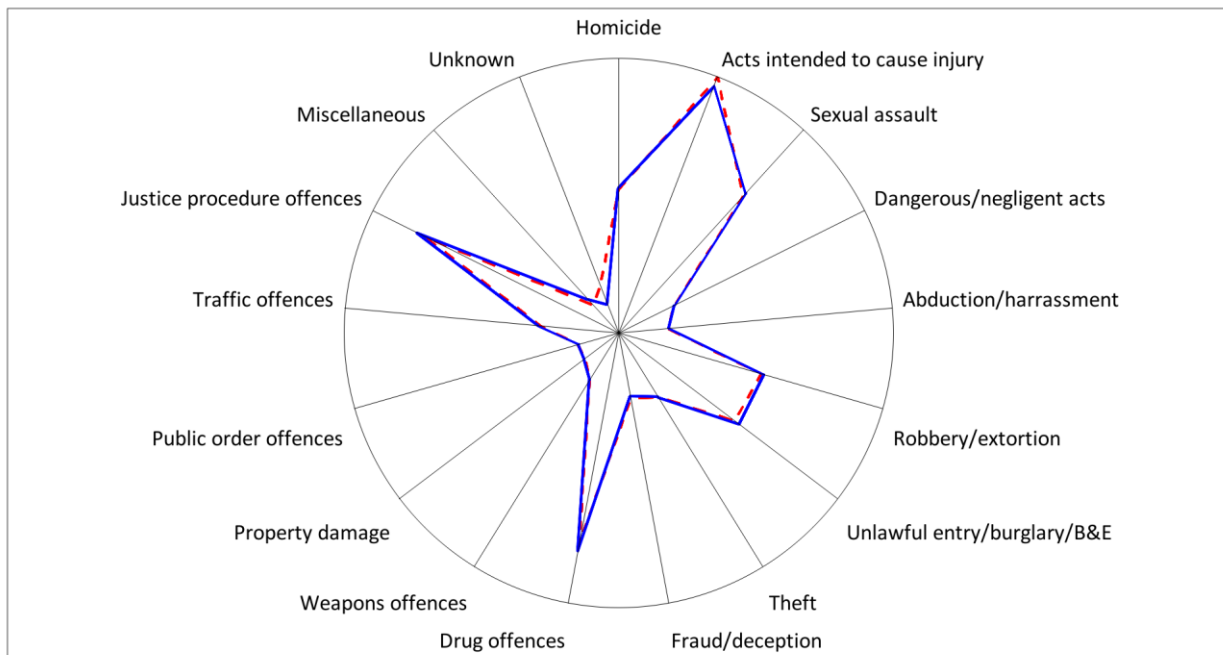 Homicide
Acts intended to cause injury
Sexual assault
Dangerous/negligent acts
Abduction/harrassment
Robbery/extortion
Unlawful entry/burglary/B&E
Theft
Fraud/deception
Drug offences
Weapons offences
Property damage
Public order offences
Traffic offences
Justice procedure offences
Miscellaneous
Unknown